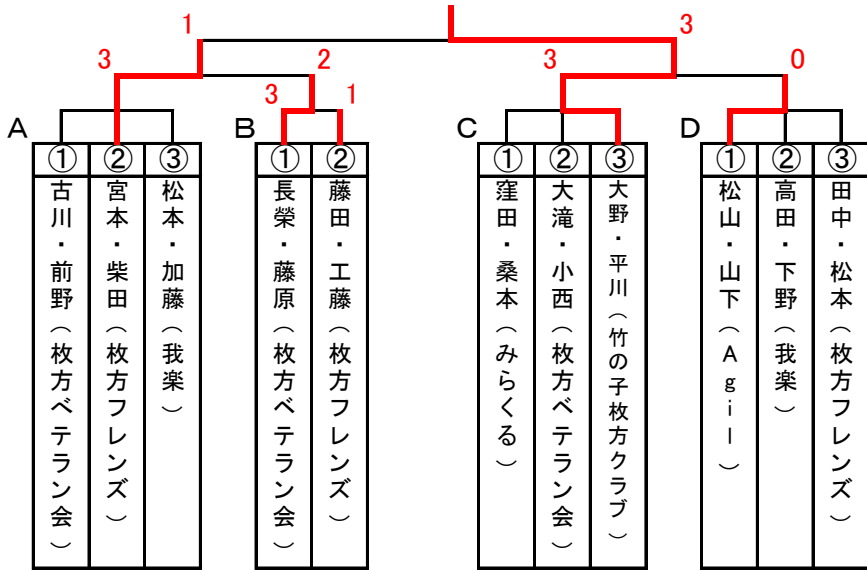 1
3
3
2
3
0
3
1
A
B
C
D
①
②
③
①
②
①
②
③
①
②
③
古川・前野（枚方ベテラン会）
宮本・柴田（枚方フレンズ）
松本・加藤（我楽）
長榮・藤原（枚方ベテラン会）
藤田・工藤（枚方フレンズ）
窪田・桑本（みらくる）
大滝・小西（枚方ベテラン会）
大野・平川（竹の子枚方クラブ）
松山・山下（Ａｇｉｌ）
高田・下野（我楽）
田中・松本（枚方フレンズ）